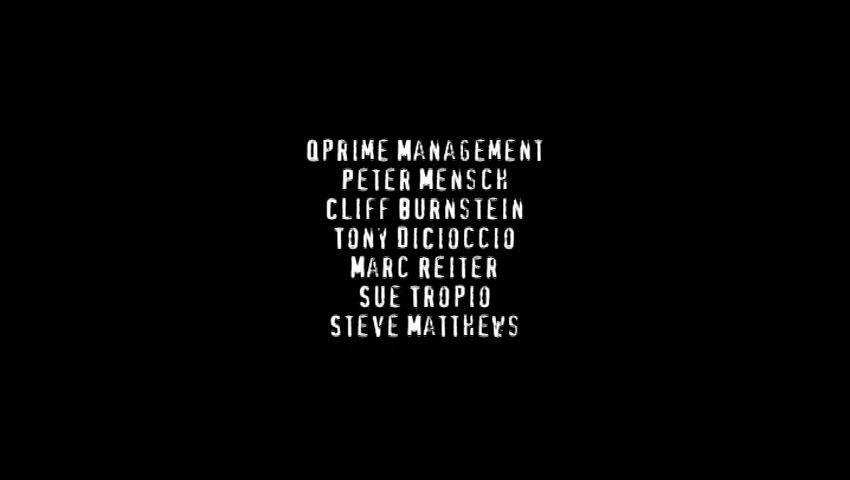 QPRIME MANAGEMENT
PETER MENSCH
CLIFF BURNSTEIN
TONY DICIOCCIO
MARC REITER
SUE TROPIO
STEVE MATTHEWS